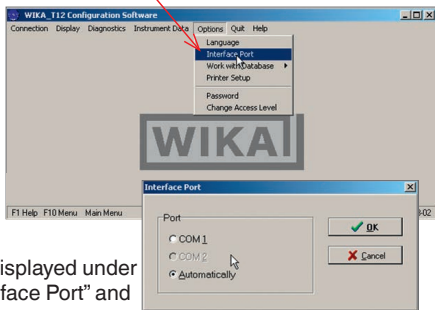 WIKA_T12 Configuration Software
Connection Display Diagnostics Instrument Data Options Quit Help
Language
Interface Port
Work with Database
Printer Setup
Password
Change Access Level
WIKA
Interface Port
F1 Help F10 Menu Main Menu
Port
COM 1
COM 2
Automatically
OK
Cancel
isplayed under
face Port” and